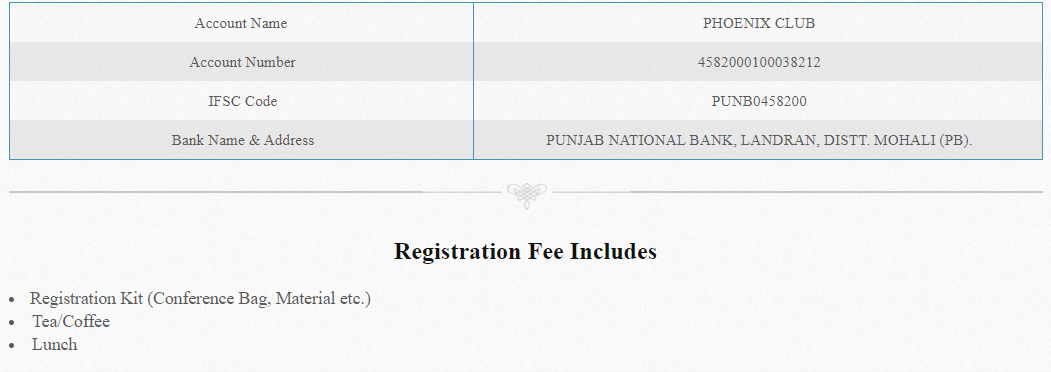 Account Name PHOENIX CLUB
Account Number 4582000100038212
IFSC Code PUNB0458200
Bank Name & Address PUNJAB NATIONAL BANK, LANDRAN, DISTT. MOHALI (PB).
Registration Fee Includes
• Registration Kit (Conference Bag, Material etc.)
• Tea/Coffee
• Lunch